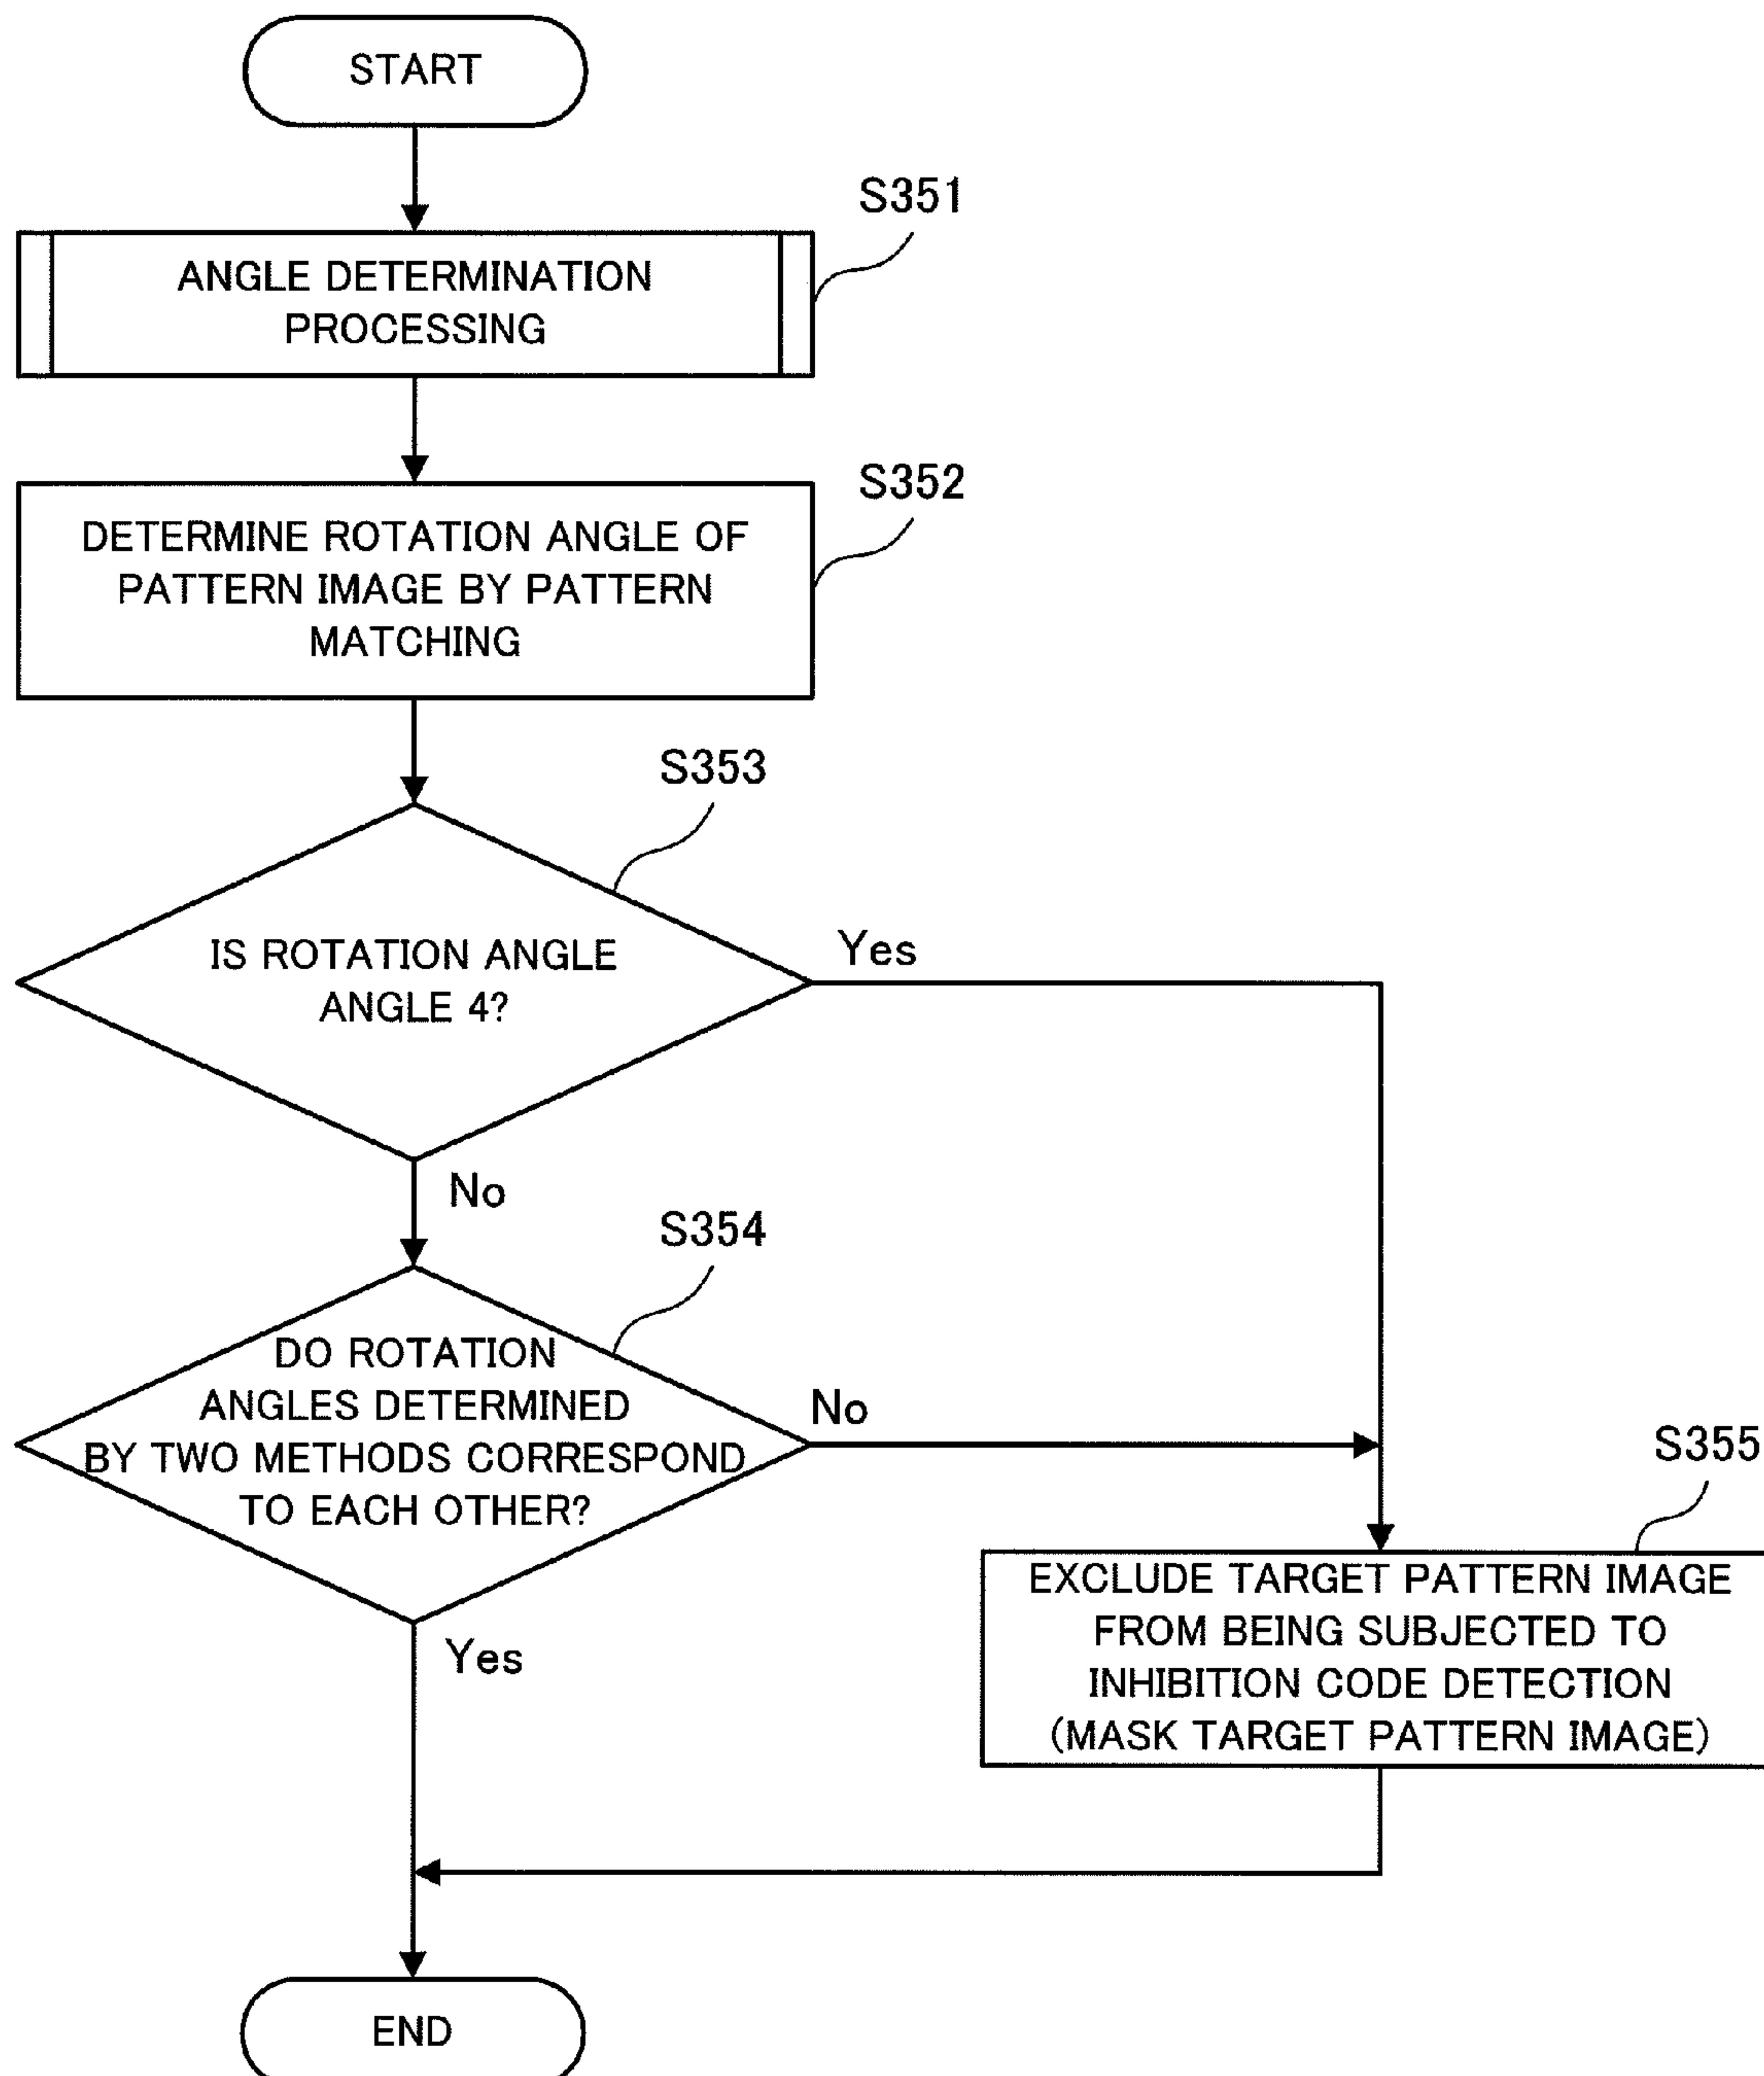 START
S351
ANGLE DETERMINATION
PROCESSING
S352
DETERMINE ROTATION ANGLE OF
PATTERN IMAGE BY PATTERN
MATCHING
S353
IS ROTATION ANGLE
ANGLE 4?
Yes
No
S354
DO ROTATION
ANGLES DETERMINED
BY TWO METHODS CORRESPOND
TO EACH OTHER?
No
Yes
S355
EXCLUDE TARGET PATTERN IMAGE
FROM BEING SUBJECTED TO
INHIBITION CODE DETECTION
(MASK TARGET PATTERN IMAGE)
END